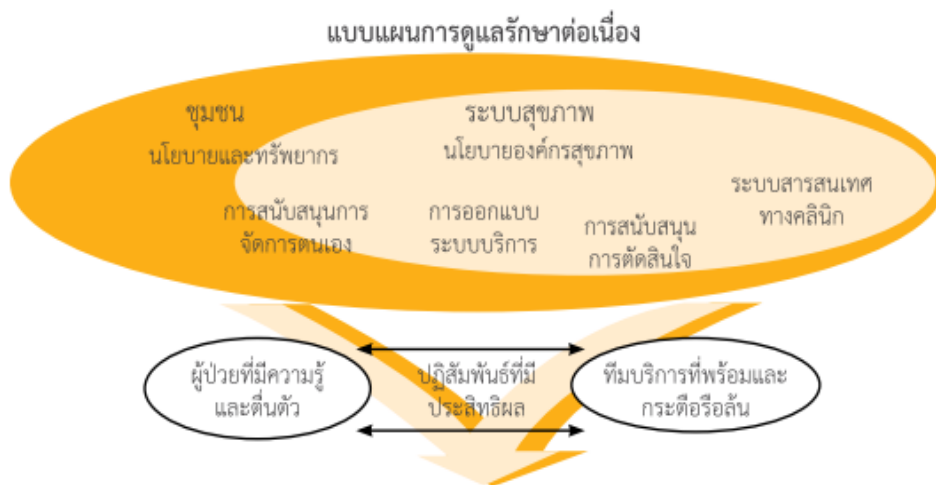 แบบแผนการดูแลรักษาต่อเนื่อง
ชุมชน
นโยบายและทรัพยากร
ระบบสุขภาพ
นโยบายองค์กรสุขภาพ
การสนับสนุนการ
จัดการตนเอง
การออกแบบ
ระบบบริการ
การสนับสนุน
การตัดสินใจ
ระบบสารสนเทศ
ทางคลินิก
ผู้ป่วยที่มีความรู้
และตื่นตัว
ปฏิสัมพันธ์ที่มี
ประสิทธิผล
ทีมบริการที่พร้อมและ
กระตือรือล้น